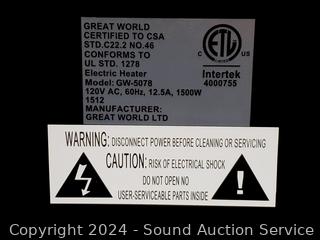 GREAT WORLD
CERTIFIED TO CSA
STD.C22.2 NO.46
CONFORMS TO
UL STD. 1278
Electric Heater
Model: GW-5078
120V AC, 60Hz, 12.5A, 1500W
1512
MANUFACTURER:
GREAT WORLD LTD
C ETL US
Intertek
4000755
WARNING: DISCONNECT POWER BEFORE CLEANING OR SERVICING
CAUTION: RISK OF ELECTRICAL SHOCK
DO NOT OPEN NO
USER-SERVICEABLE PARTS INSIDE
!
Copyright 2024 - Sound Auction Service